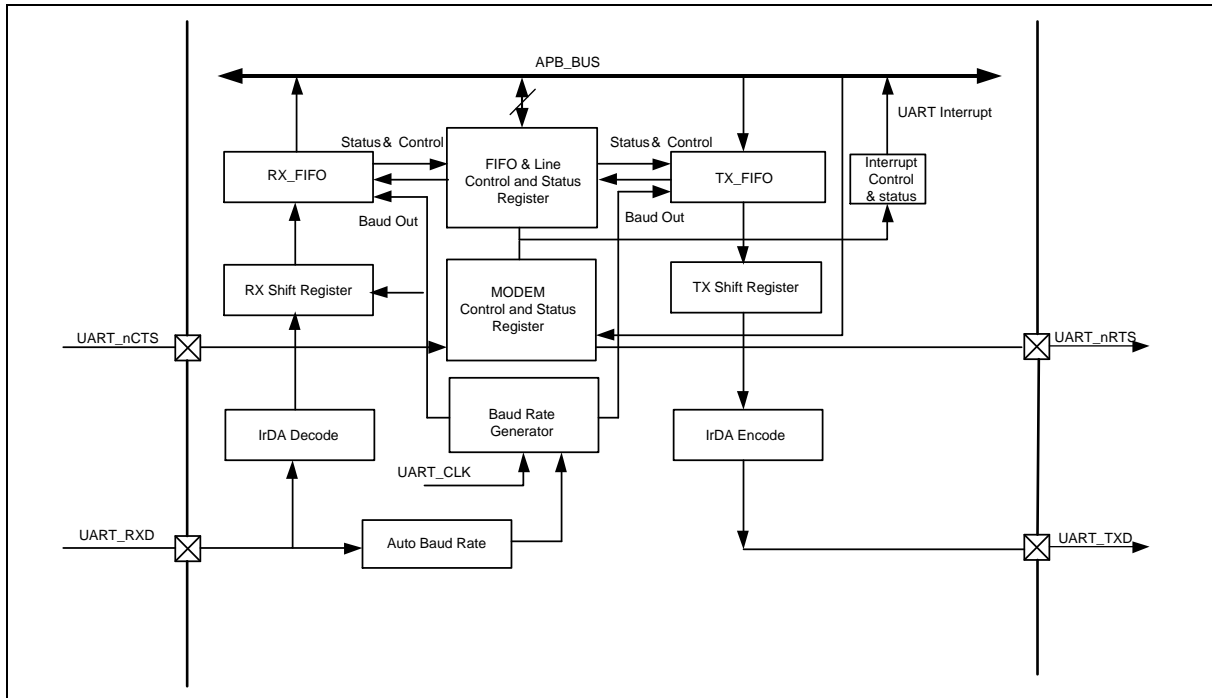 APB_BUS
UART Interrupt
Status & Control
Status & Control
RX_FIFO
FIFO & Line
Control and Status
Register
TX_FIFO
Interrupt
Control
& status
Baud Out
Baud Out
RX Shift Register
MODEM
Control and Status
Register
TX Shift Register
UART_nCTS
UART_nRTS
IrDA Decode
Baud Rate
Generator
IrDA Encode
UART_CLK
UART_RXD
Auto Baud Rate
UART_TXD